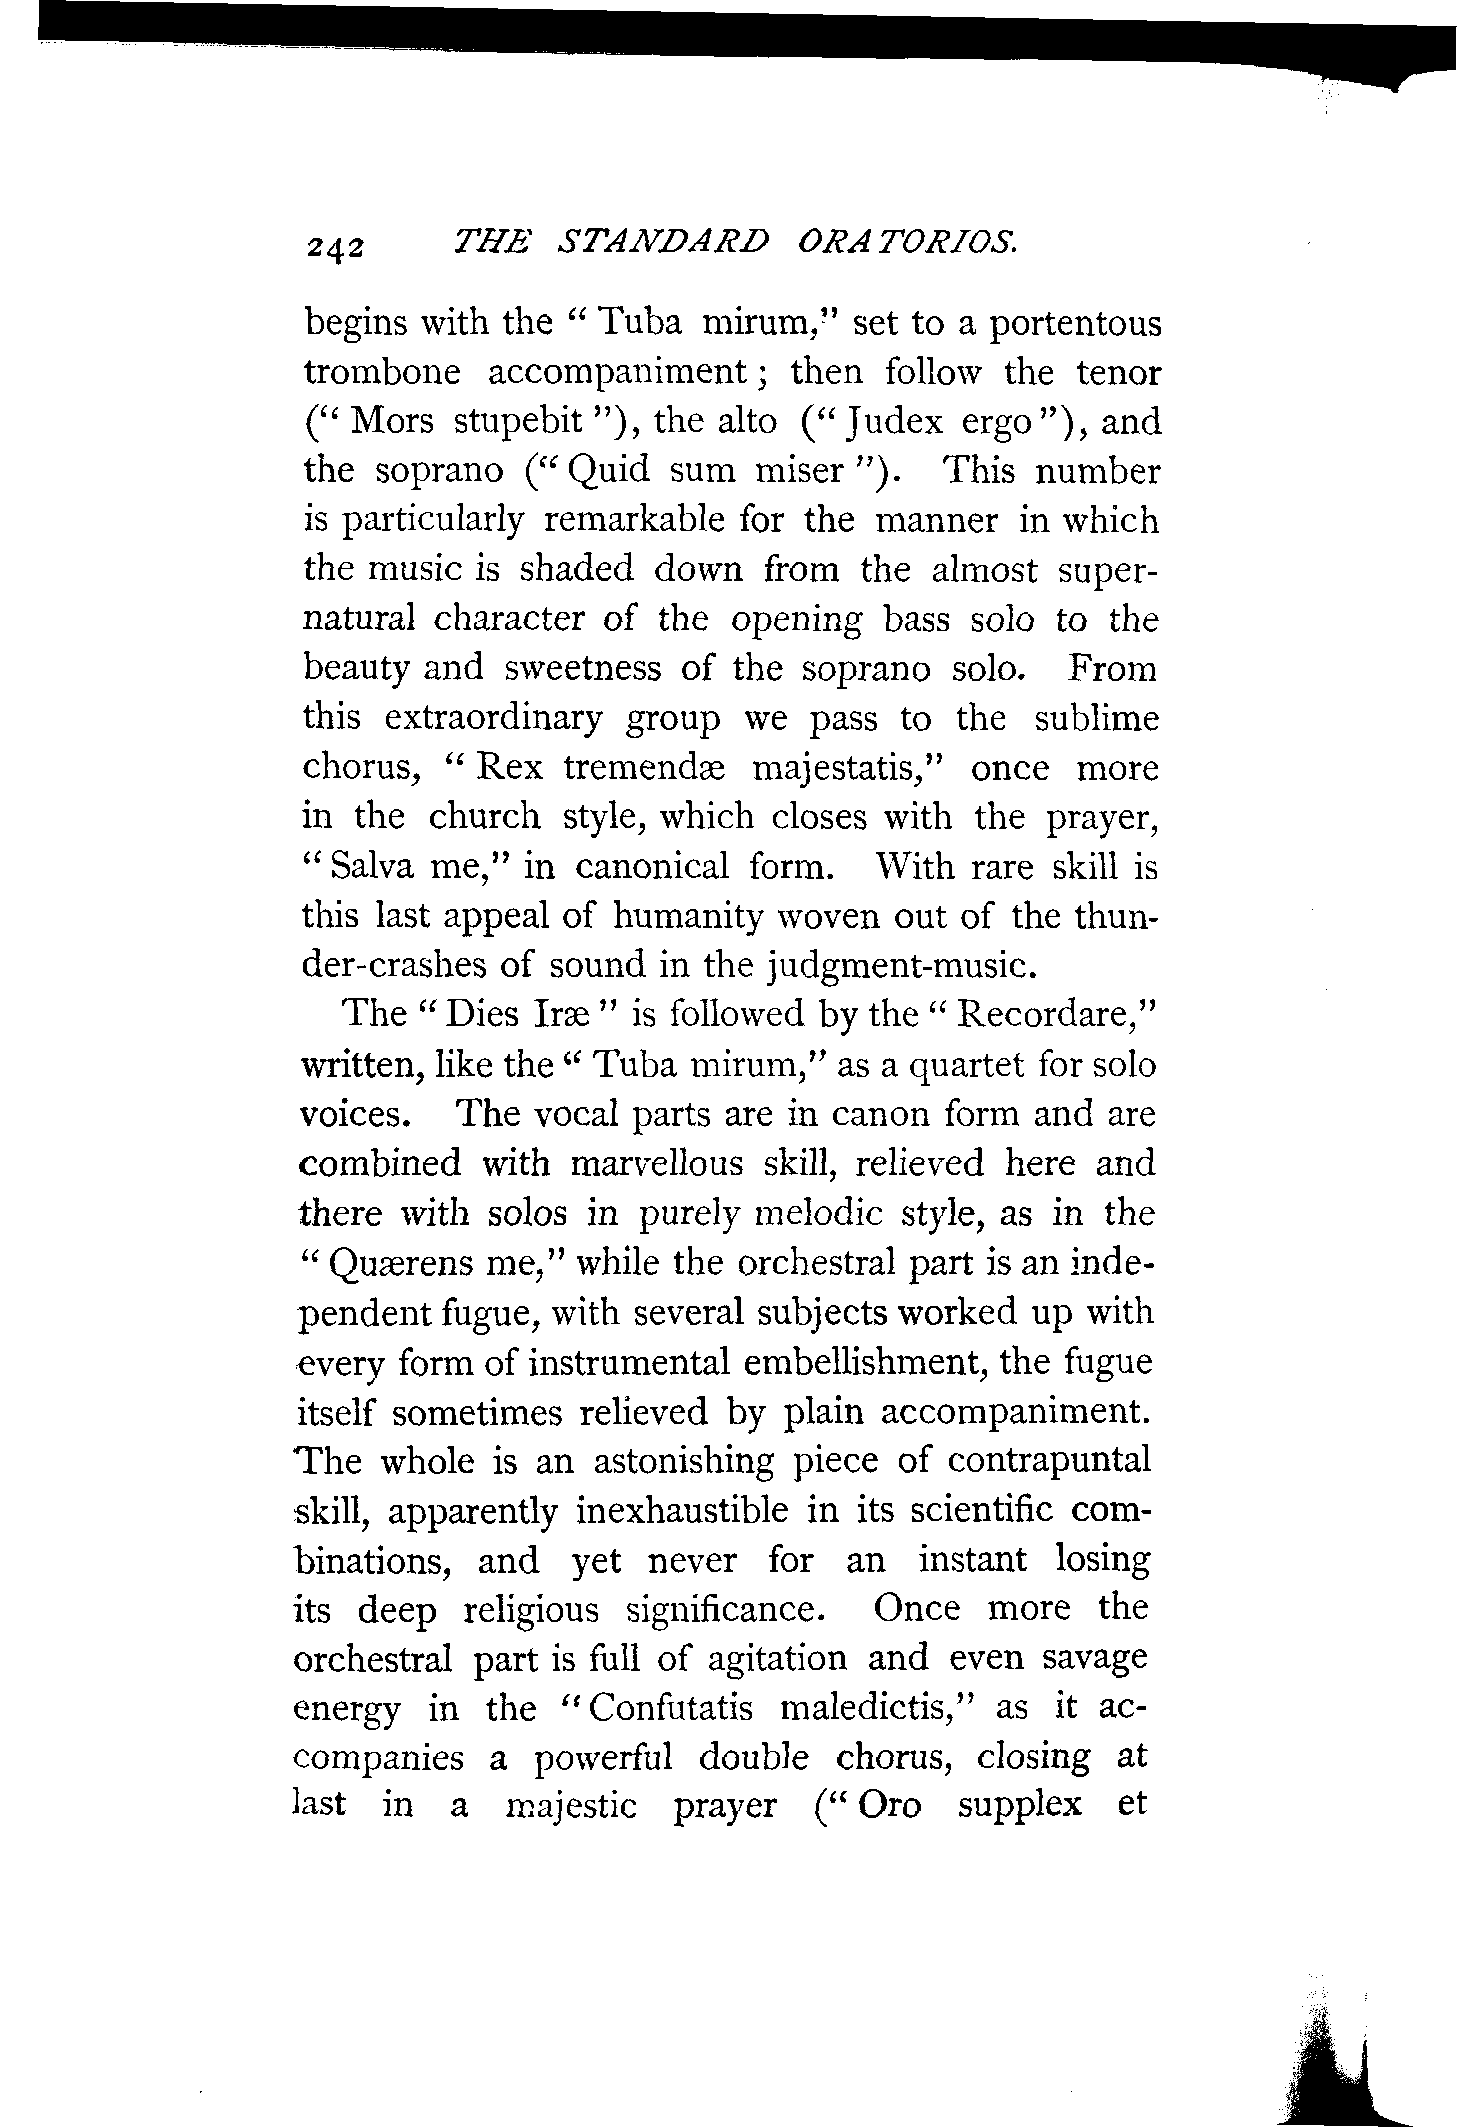 242 THE STANDARD ORATORIOS.
begins with the “ Tuba mirum,” set to a portentous
trombone accompaniment ; then follow the tenor
(“ Mors stupebit ”), the alto (“ Judex ergo ”), and
the soprano (“ Quid sum miser ”). This number
is particularly remarkable for the manner in which
the music is shaded down from the almost super-
natural character of the opening bass solo to the
beauty and sweetness of the soprano solo. From
this extraordinary group we pass to the sublime
chorus, “ Rex tremendæ majestatis,” once more
in the church style, which closes with the prayer,
“ Salva me,” in canonical form. With rare skill is
this last appeal of humanity woven out of the thun-
der-crashes of sound in the judgment-music.
The “ Dies Iræ ” is followed by the “ Recordare,”
written, like the “ Tuba mirum,” as a quartet for solo
voices. The vocal parts are in canon form and are
combined with marvellous skill, relieved here and
there with solos in purely melodic style, as in the
“ Quærens me,” while the orchestral part is an inde-
pendent fugue, with several subjects worked up with
every form of instrumental embellishment, the fugue
itself sometimes relieved by plain accompaniment.
The whole is an astonishing piece of contrapuntal
skill, apparently inexhaustible in its scientific com-
binations, and yet never for an instant losing
its deep religious significance. Once more the
orchestral part is full of agitation and even savage
energy in the “ Confutatis maledictis,” as it ac-
companies a powerful double chorus, closing at
last in a majestic prayer (“ Oro supplex et